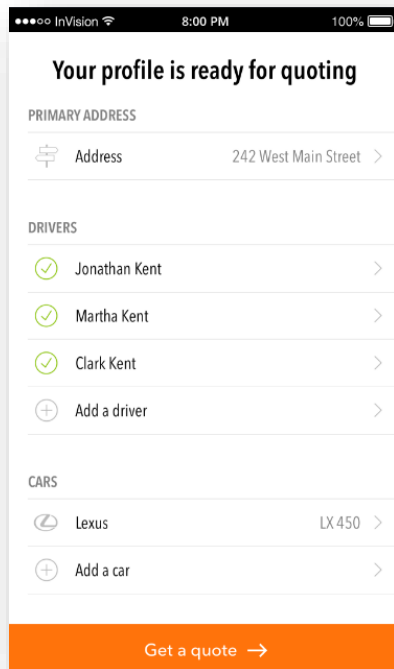 InVision 8:00 PM 100%
Your profile is ready for quoting
PRIMARY ADDRESS
Address 242 West Main Street
DRIVERS
Jonathan Kent
Martha Kent
Clark Kent
Add a driver
CARS
Lexus LX 450
Add a car
Get a quote →